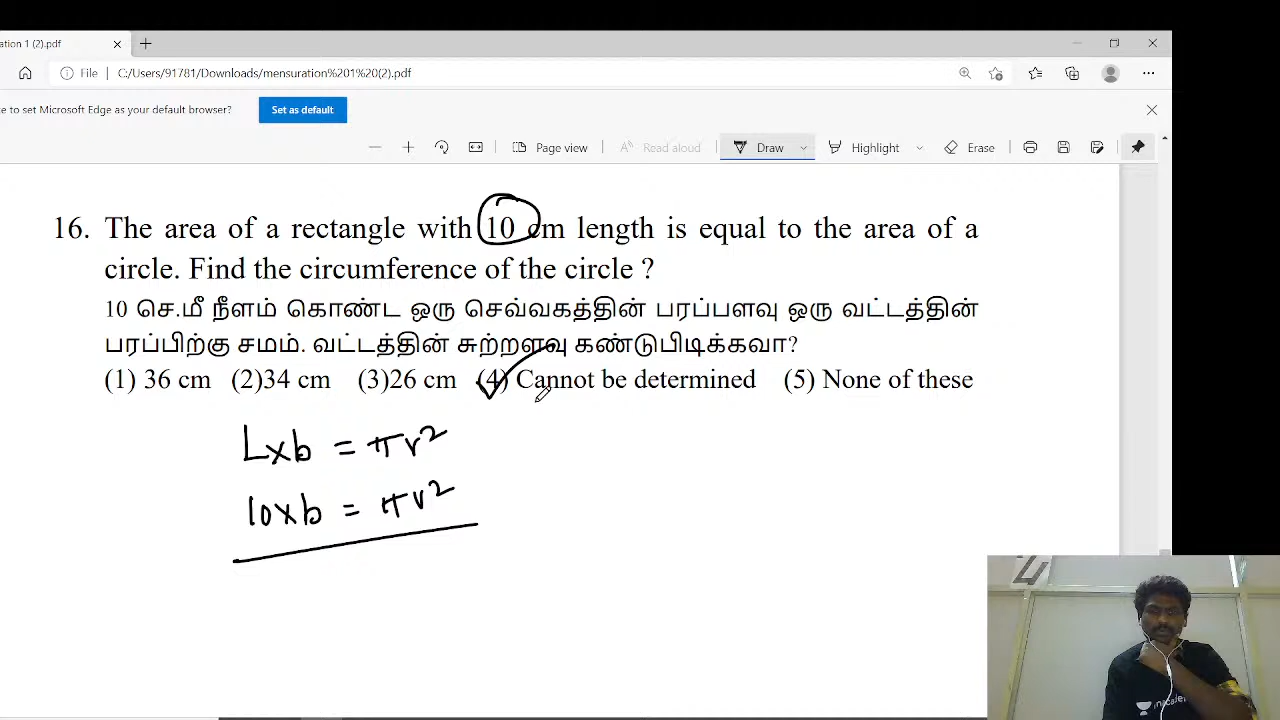 ation 1 (2).pdf
File C:/Users/91781/Downloads/mensuration%201%20(2).pdf
e to set Microsoft Edge as your default browser? Set as default
Page view Read aloud Draw Highlight Erase
16. The area of a rectangle with 10 cm length is equal to the area of a
circle. Find the circumference of the circle ?
10 செ.மீ நீளம் கொண்ட ஒரு செவ்வகத்தின் பரப்பளவு ஒரு வட்டத்தின்
பரப்பிற்கு சமம். வட்டத்தின் சுற்றளவு கண்டுபிடிக்கவா?
(1) 36 cm (2)34 cm (3)26 cm (4) Cannot be determined (5) None of these
L×b = πr²
10×b = πr²